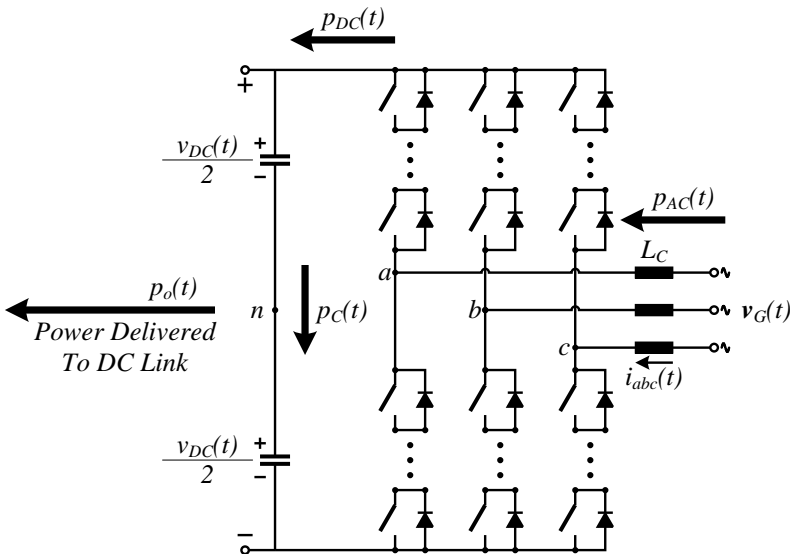 p_DC(t)
+
v_DC(t)
2
+
−
p_AC(t)
L_C
a
p_o(t)
Power Delivered
To DC Link
n
p_C(t)
b
v_G(t)
c
i_abc(t)
v_DC(t)
2
+
−
−